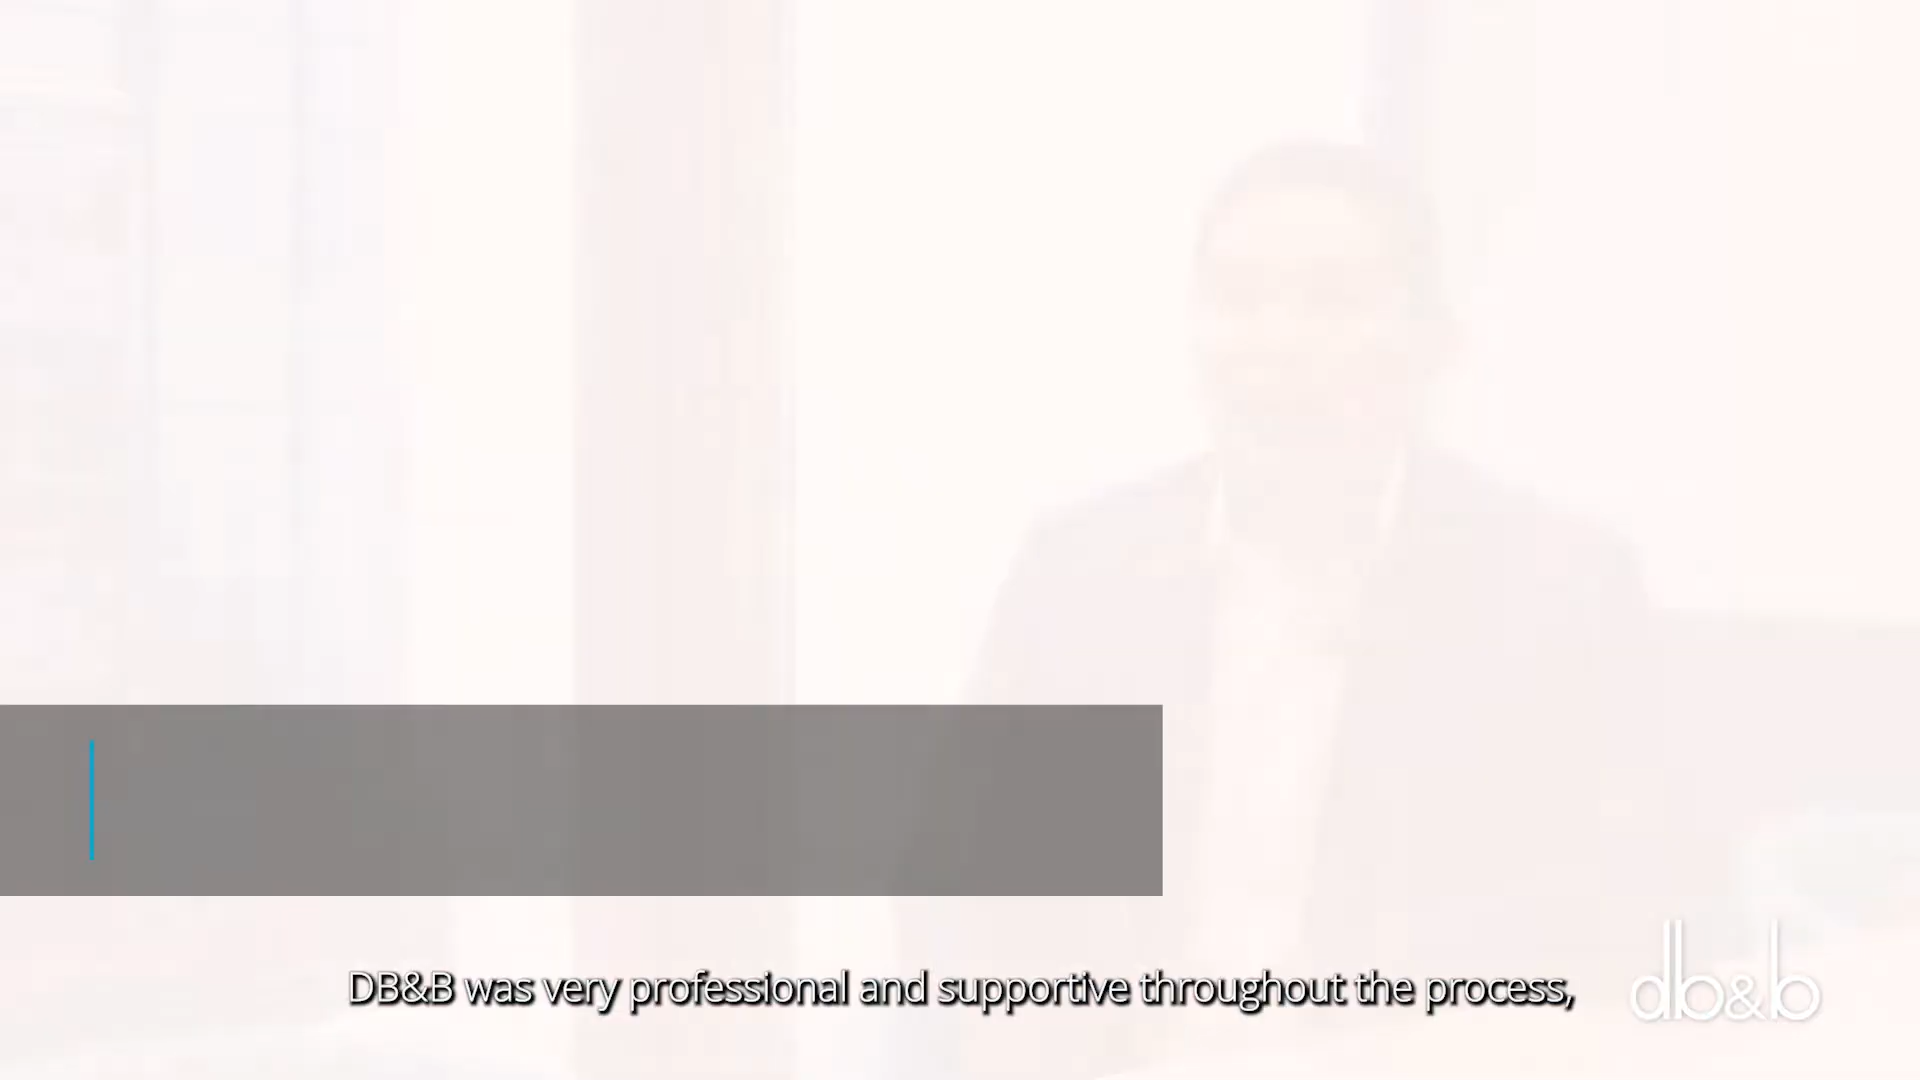 DB&B was very professional and supportive throughout the process,
db&b